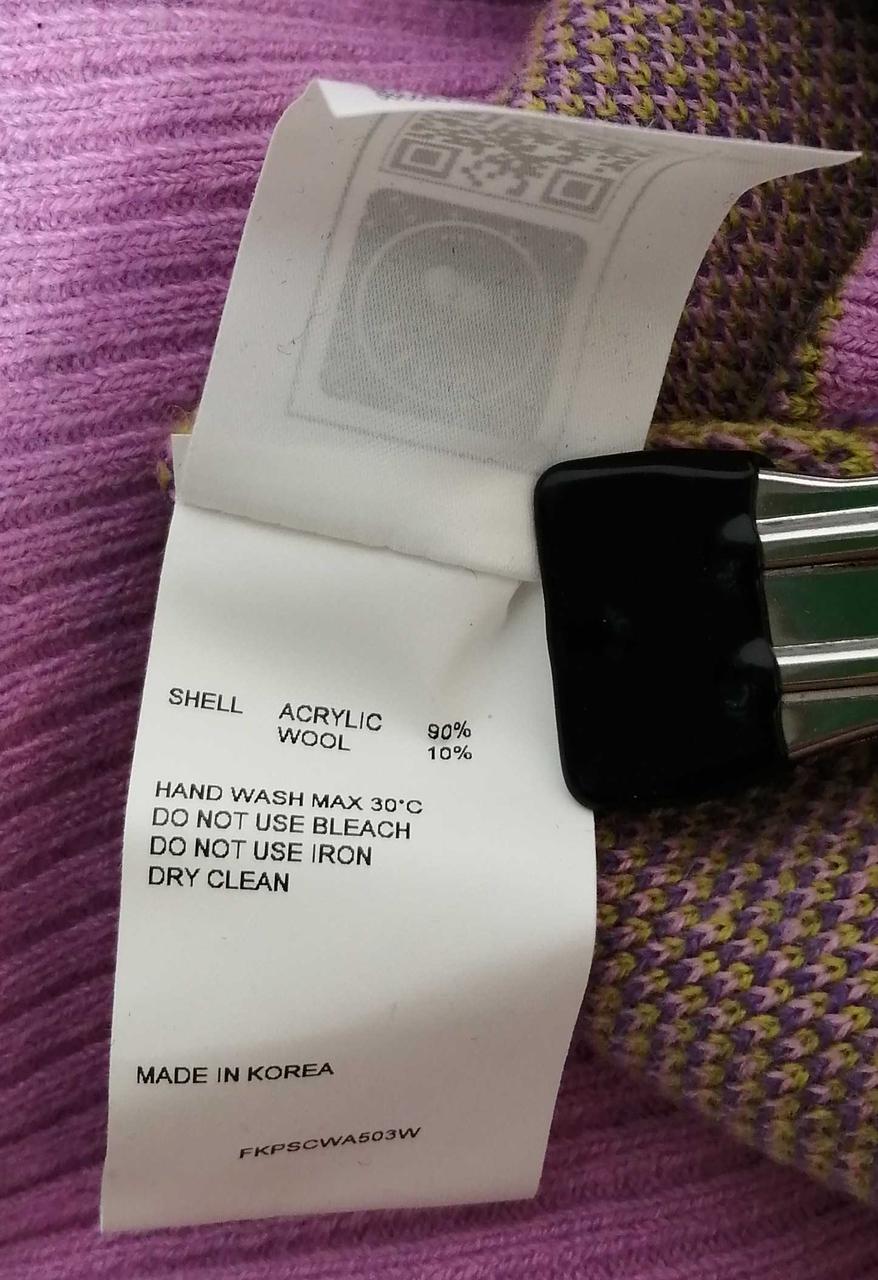 SHELL ACRYLIC 90%
WOOL 10%
HAND WASH MAX 30°C
DO NOT USE BLEACH
DO NOT USE IRON
DRY CLEAN
MADE IN KOREA
FKPSCWA503W